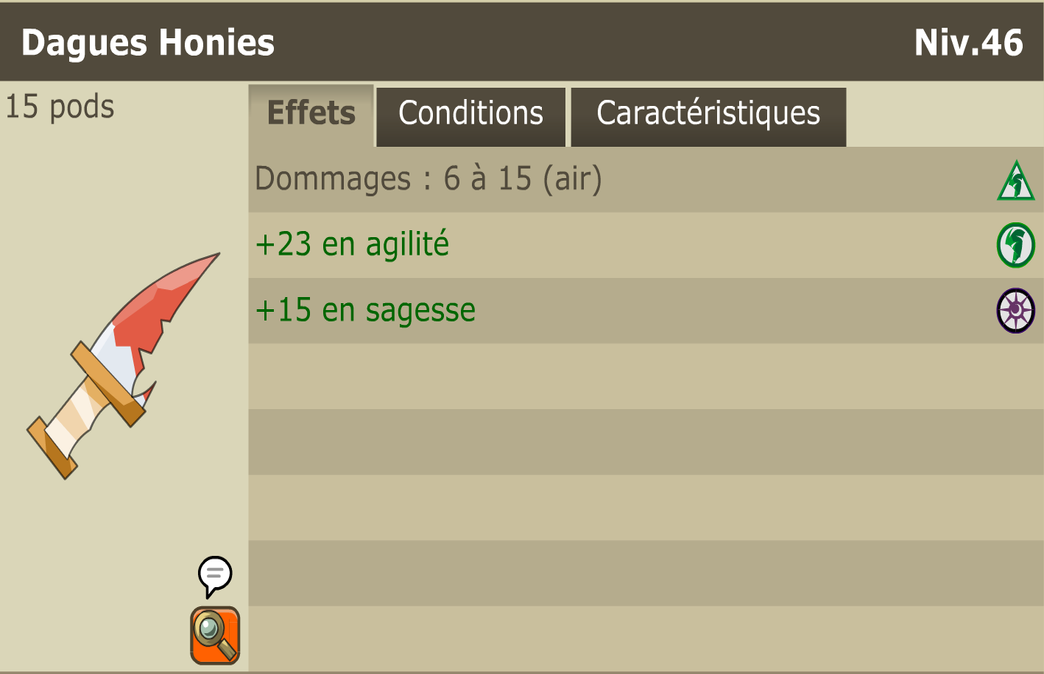 Dagues Honies Niv.46
15 pods
Effets Conditions Caractéristiques
Dommages : 6 à 15 (air)
+23 en agilité
+15 en sagesse